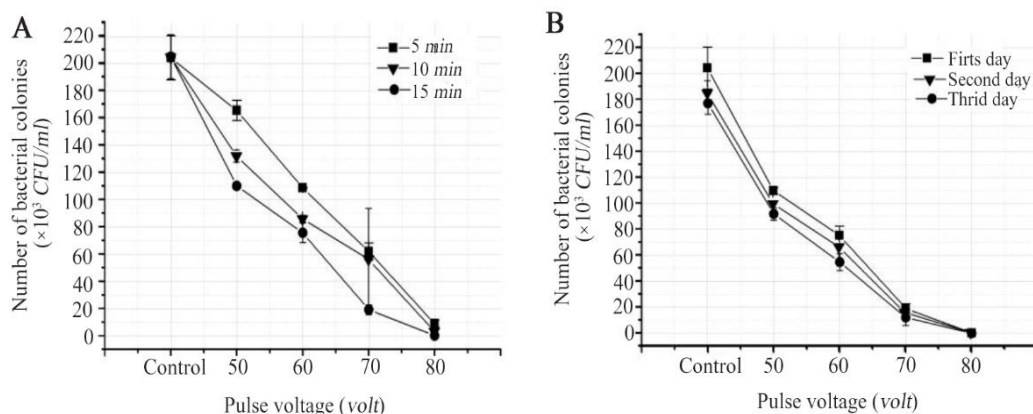 A
Number of bacterial colonies
(×10³ CFU/ml)
220
200
180
160
140
120
100
80
60
40
20
0
5 min
10 min
15 min
Control 50 60 70 80
Pulse voltage (volt)
B
Number of bacterial colonies
(×10³ CFU/ml)
220
200
180
160
140
120
100
80
60
40
20
0
Firts day
Second day
Thrid day
Control 50 60 70 80
Pulse voltage (volt)